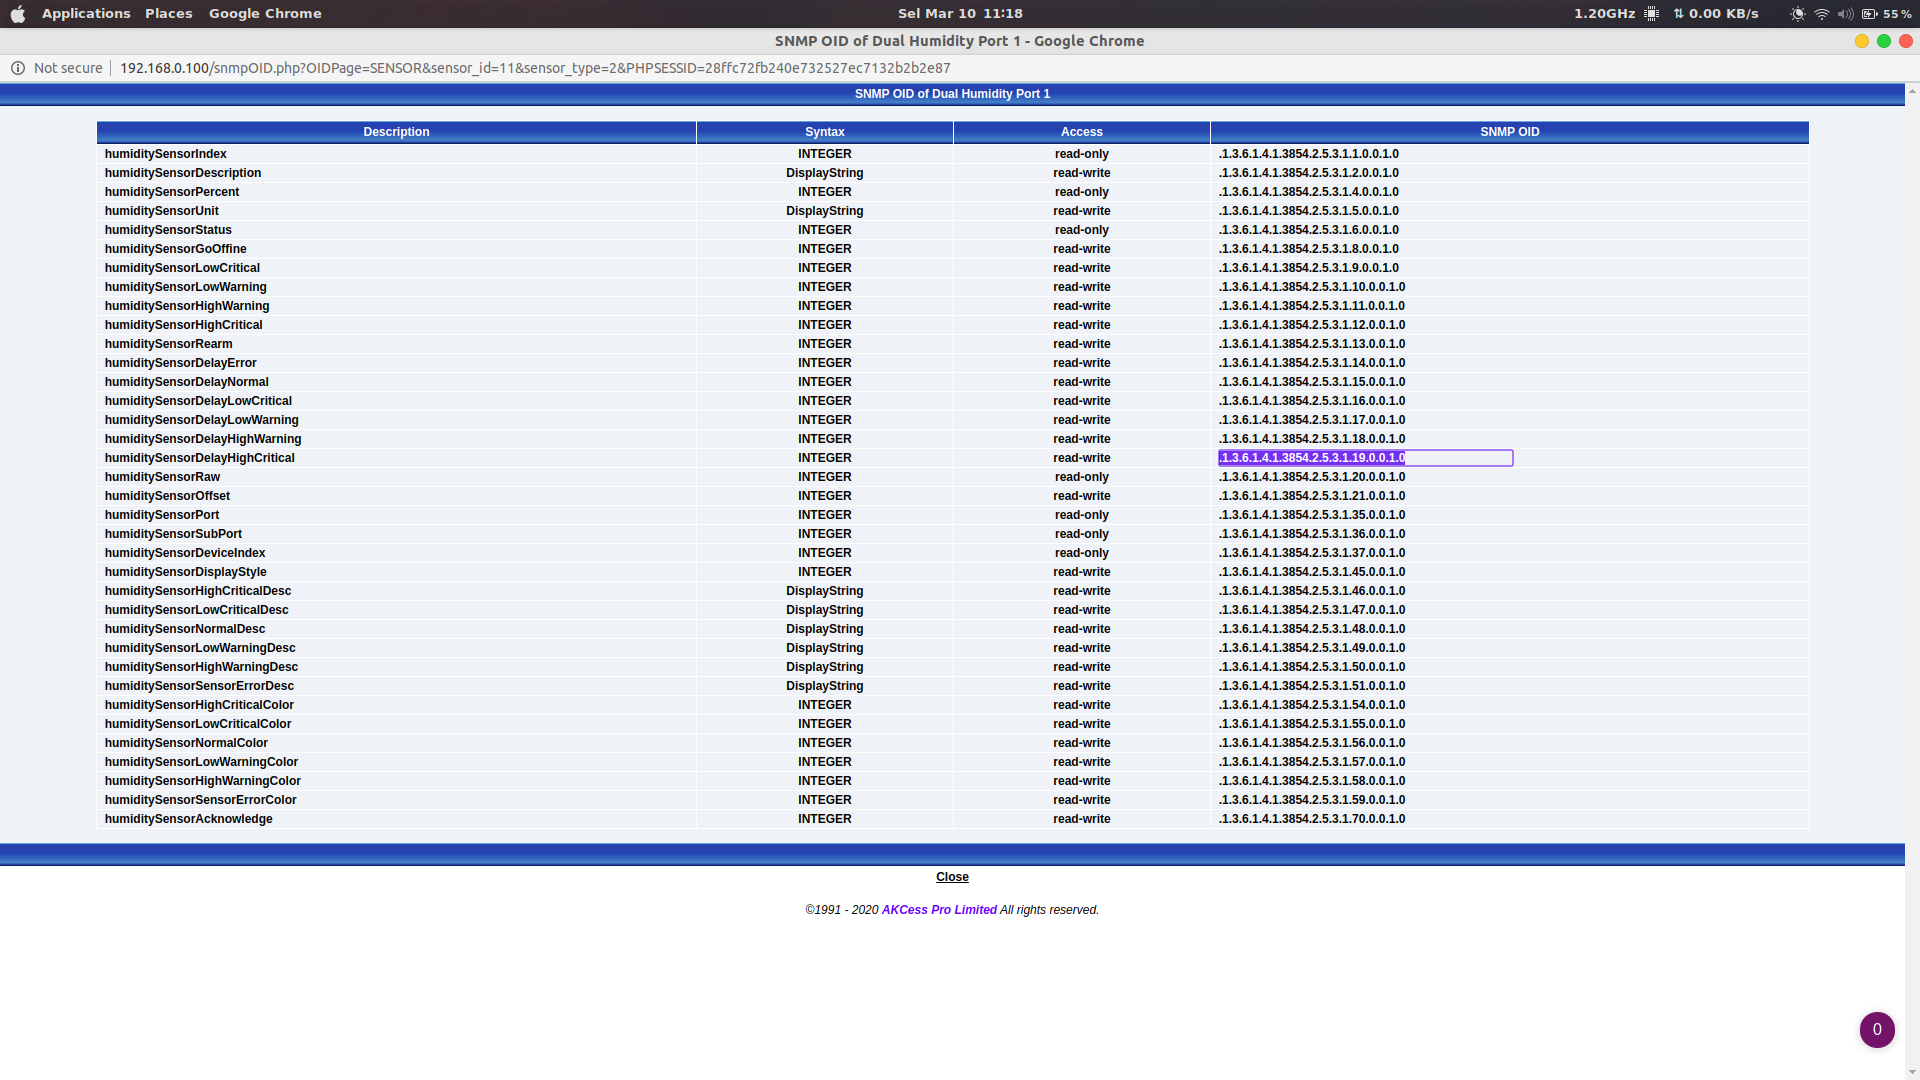 Applications Places Google Chrome Sel Mar 10 11:18 1.20GHz 0.00 KB/s 55 %
SNMP OID of Dual Humidity Port 1 - Google Chrome
Not secure 192.168.0.100/snmpOID.php?OIDPage=SENSOR&sensor_id=11&sensor_type=2&PHPSESSID=28ffc72fb240e732527ec7132b2b2e87
SNMP OID of Dual Humidity Port 1
Description Syntax Access SNMP OID
humiditySensorIndex INTEGER read-only .1.3.6.1.4.1.3854.2.5.3.1.1.0.0.1.0
humiditySensorDescription DisplayString read-write .1.3.6.1.4.1.3854.2.5.3.1.2.0.0.1.0
humiditySensorPercent INTEGER read-only .1.3.6.1.4.1.3854.2.5.3.1.4.0.0.1.0
humiditySensorUnit DisplayString read-write .1.3.6.1.4.1.3854.2.5.3.1.5.0.0.1.0
humiditySensorStatus INTEGER read-only .1.3.6.1.4.1.3854.2.5.3.1.6.0.0.1.0
humiditySensorGoOffine INTEGER read-write .1.3.6.1.4.1.3854.2.5.3.1.8.0.0.1.0
humiditySensorLowCritical INTEGER read-write .1.3.6.1.4.1.3854.2.5.3.1.9.0.0.1.0
humiditySensorLowWarning INTEGER read-write .1.3.6.1.4.1.3854.2.5.3.1.10.0.0.1.0
humiditySensorHighWarning INTEGER read-write .1.3.6.1.4.1.3854.2.5.3.1.11.0.0.1.0
humiditySensorHighCritical INTEGER read-write .1.3.6.1.4.1.3854.2.5.3.1.12.0.0.1.0
humiditySensorRearm INTEGER read-write .1.3.6.1.4.1.3854.2.5.3.1.13.0.0.1.0
humiditySensorDelayError INTEGER read-write .1.3.6.1.4.1.3854.2.5.3.1.14.0.0.1.0
humiditySensorDelayNormal INTEGER read-write .1.3.6.1.4.1.3854.2.5.3.1.15.0.0.1.0
humiditySensorDelayLowCritical INTEGER read-write .1.3.6.1.4.1.3854.2.5.3.1.16.0.0.1.0
humiditySensorDelayLowWarning INTEGER read-write .1.3.6.1.4.1.3854.2.5.3.1.17.0.0.1.0
humiditySensorDelayHighWarning INTEGER read-write .1.3.6.1.4.1.3854.2.5.3.1.18.0.0.1.0
humiditySensorDelayHighCritical INTEGER read-write .1.3.6.1.4.1.3854.2.5.3.1.19.0.0.1.0
humiditySensorRaw INTEGER read-only .1.3.6.1.4.1.3854.2.5.3.1.20.0.0.1.0
humiditySensorOffset INTEGER read-write .1.3.6.1.4.1.3854.2.5.3.1.21.0.0.1.0
humiditySensorPort INTEGER read-only .1.3.6.1.4.1.3854.2.5.3.1.35.0.0.1.0
humiditySensorSubPort INTEGER read-only .1.3.6.1.4.1.3854.2.5.3.1.36.0.0.1.0
humiditySensorDeviceIndex INTEGER read-only .1.3.6.1.4.1.3854.2.5.3.1.37.0.0.1.0
humiditySensorDisplayStyle INTEGER read-write .1.3.6.1.4.1.3854.2.5.3.1.45.0.0.1.0
humiditySensorHighCriticalDesc DisplayString read-write .1.3.6.1.4.1.3854.2.5.3.1.46.0.0.1.0
humiditySensorLowCriticalDesc DisplayString read-write .1.3.6.1.4.1.3854.2.5.3.1.47.0.0.1.0
humiditySensorNormalDesc DisplayString read-write .1.3.6.1.4.1.3854.2.5.3.1.48.0.0.1.0
humiditySensorLowWarningDesc DisplayString read-write .1.3.6.1.4.1.3854.2.5.3.1.49.0.0.1.0
humiditySensorHighWarningDesc DisplayString read-write .1.3.6.1.4.1.3854.2.5.3.1.50.0.0.1.0
humiditySensorSensorErrorDesc DisplayString read-write .1.3.6.1.4.1.3854.2.5.3.1.51.0.0.1.0
humiditySensorHighCriticalColor INTEGER read-write .1.3.6.1.4.1.3854.2.5.3.1.54.0.0.1.0
humiditySensorLowCriticalColor INTEGER read-write .1.3.6.1.4.1.3854.2.5.3.1.55.0.0.1.0
humiditySensorNormalColor INTEGER read-write .1.3.6.1.4.1.3854.2.5.3.1.56.0.0.1.0
humiditySensorLowWarningColor INTEGER read-write .1.3.6.1.4.1.3854.2.5.3.1.57.0.0.1.0
humiditySensorHighWarningColor INTEGER read-write .1.3.6.1.4.1.3854.2.5.3.1.58.0.0.1.0
humiditySensorSensorErrorColor INTEGER read-write .1.3.6.1.4.1.3854.2.5.3.1.59.0.0.1.0
humiditySensorAcknowledge INTEGER read-write .1.3.6.1.4.1.3854.2.5.3.1.70.0.0.1.0
Close
©1991 - 2020 AKCess Pro Limited All rights reserved.
0